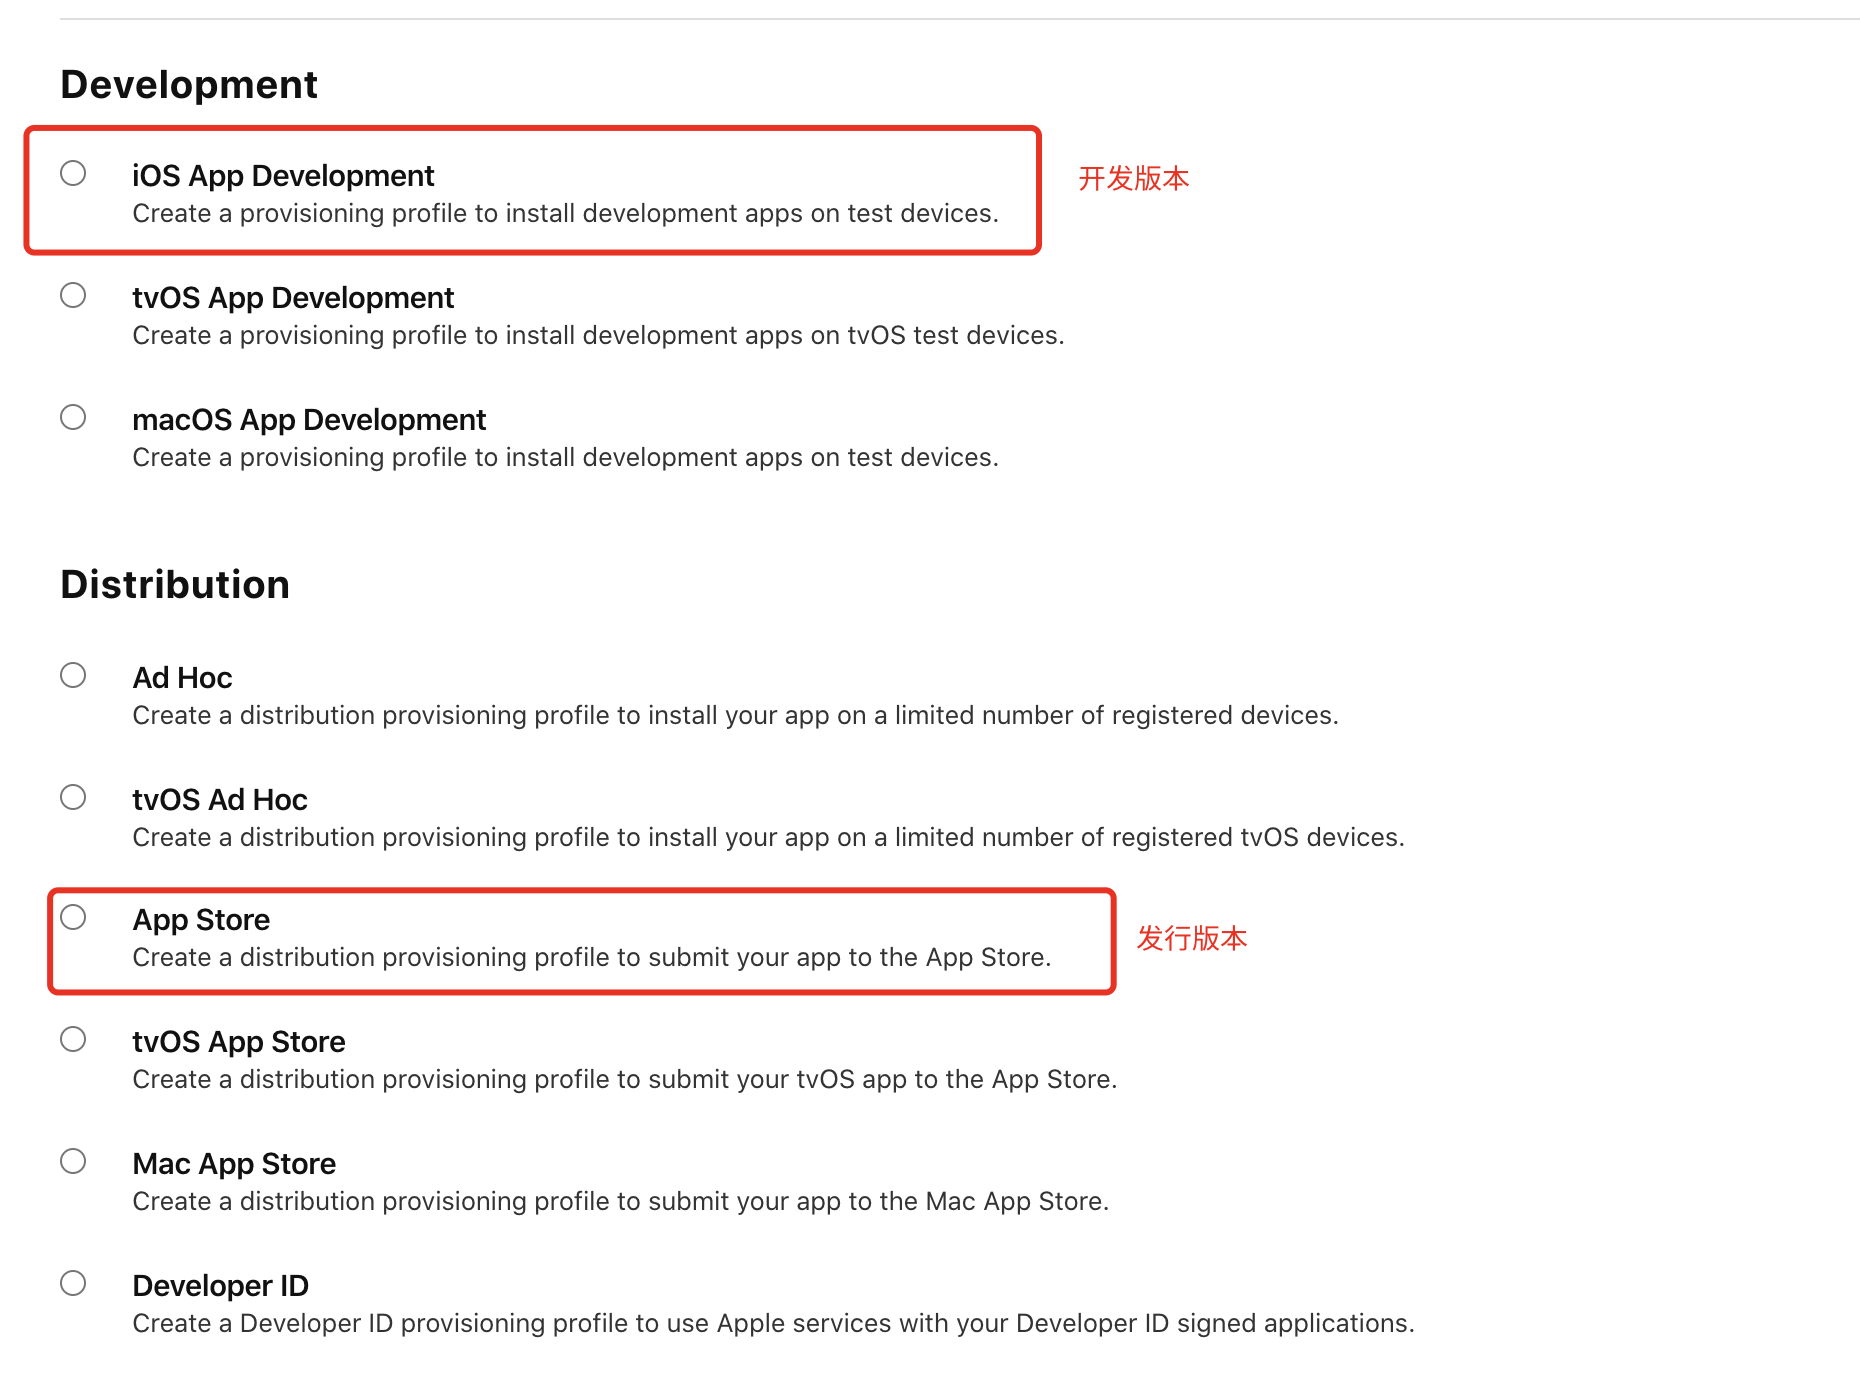 Development
iOS App Development
开发版本
Create a provisioning profile to install development apps on test devices.
tvOS App Development
Create a provisioning profile to install development apps on tvOS test devices.
macOS App Development
Create a provisioning profile to install development apps on test devices.
Distribution
Ad Hoc
Create a distribution provisioning profile to install your app on a limited number of registered devices.
tvOS Ad Hoc
Create a distribution provisioning profile to install your app on a limited number of registered tvOS devices.
App Store
发行版本
Create a distribution provisioning profile to submit your app to the App Store.
tvOS App Store
Create a distribution provisioning profile to submit your tvOS app to the App Store.
Mac App Store
Create a distribution provisioning profile to submit your app to the Mac App Store.
Developer ID
Create a Developer ID provisioning profile to use Apple services with your Developer ID signed applications.